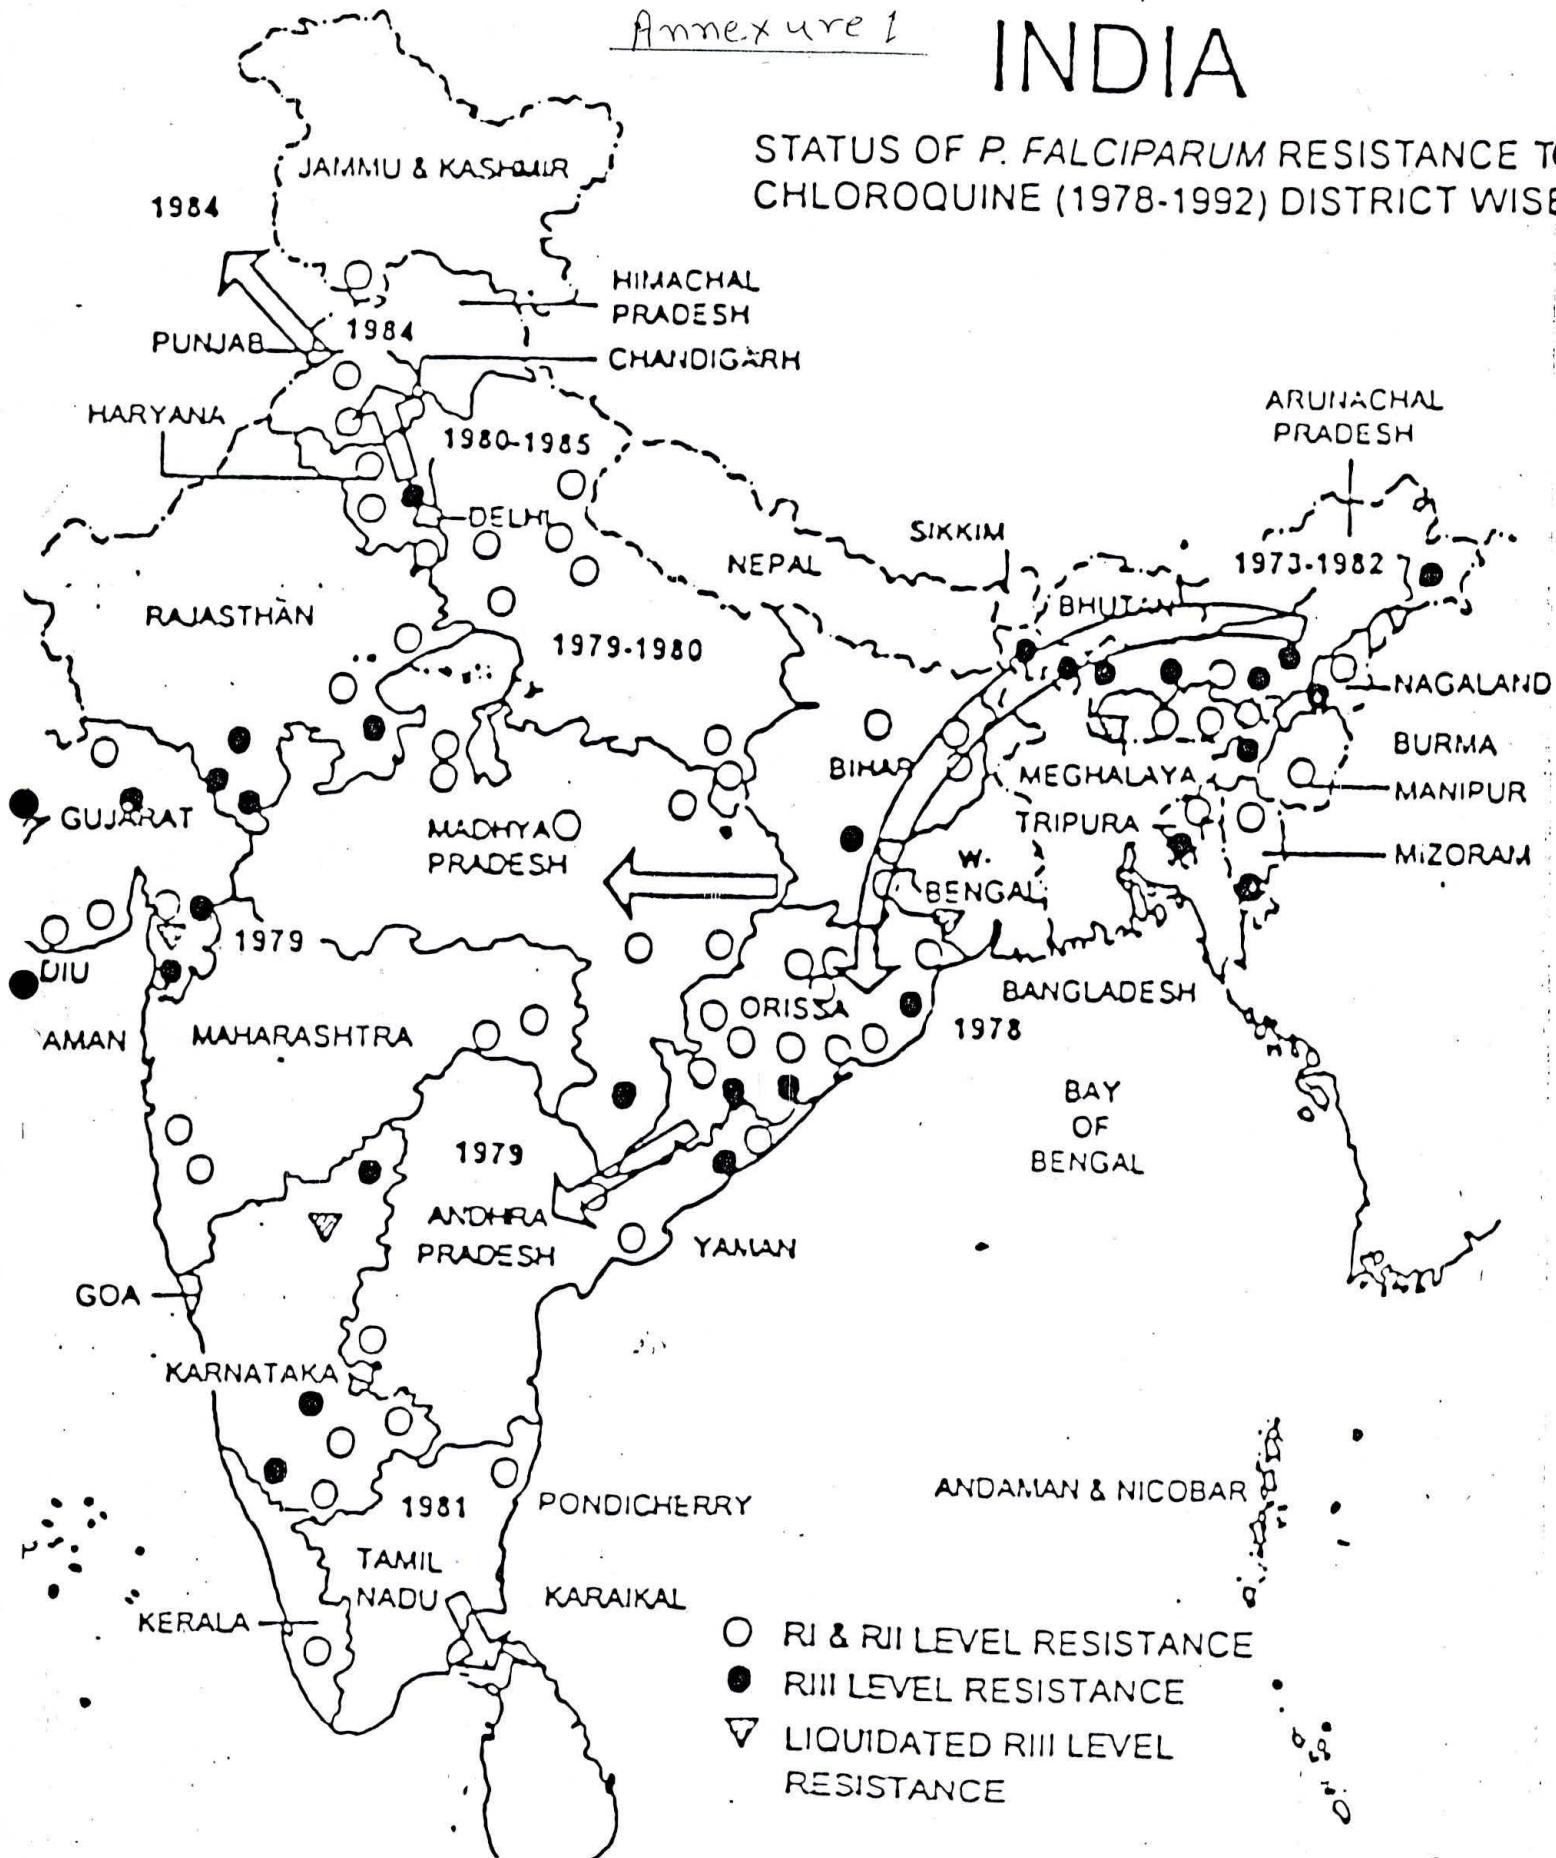 Annexure 1
INDIA
STATUS OF P. FALCIPARUM RESISTANCE TO
CHLOROQUINE (1978-1992) DISTRICT WISE
JAMMU & KASHMIR
1984
HIMACHAL
PRADESH
PUNJAB
1984
CHANDIGARH
HARYANA
1980-1985
ARUNACHAL
PRADESH
DELHI
SIKKIM
NEPAL
1973-1982
BHUTAN
RAJASTHAN
1979-1980
NAGALAND
BURMA
BIHAR
MEGHALAYA
MANIPUR
GUJARAT
MADHYA
PRADESH
TRIPURA
MIZORAM
W.
BENGAL
1979
DIU
BANGLADESH
ORISSA
1978
AMAN
MAHARASHTRA
BAY
OF
BENGAL
1979
ANDHRA
PRADESH
YAMAN
GOA
KARNATAKA
ANDAMAN & NICOBAR
1981
PONDICHERRY
TAMIL
NADU
KARAIKAL
KERALA
RI & RII LEVEL RESISTANCE
RIII LEVEL RESISTANCE
LIQUIDATED RIII LEVEL
RESISTANCE